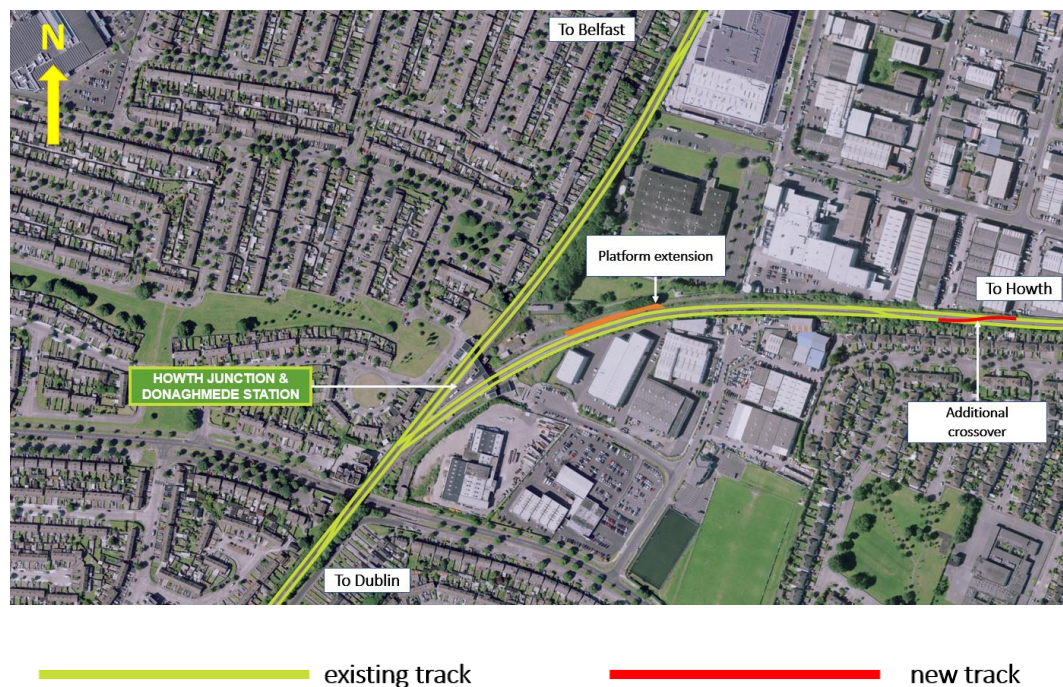 To Belfast
N
Platform extension
To Howth
HOWTH JUNCTION &
DONAGHMEDE STATION
Additional
crossover
To Dublin
existing track
new track